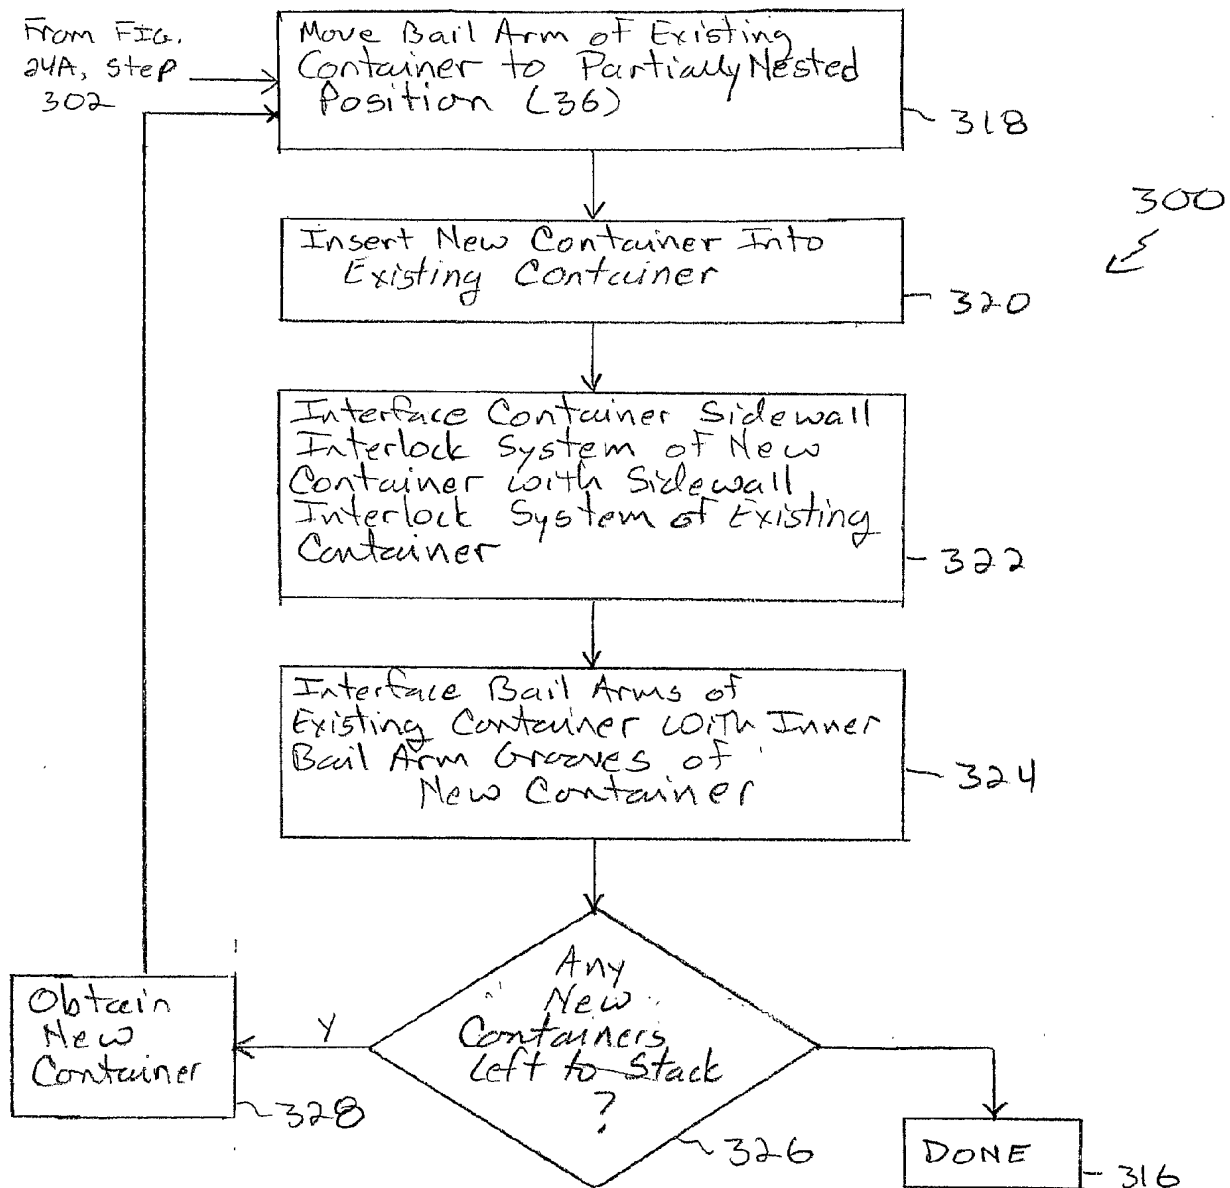 From FIG.
24A, Step
302
Move Bail Arm of Existing
Container to Partially Nested
Position (36)
318
300
Insert New Container Into
Existing Container
320
Interface Container Sidewall
Interlock System of New
Container with Sidewall
Interlock System of Existing
Container
322
Interface Bail Arms of
Existing Container with Inner
Bail Arm Grooves of
New Container
324
Any
New
Containers
Left to Stack
?
326
Y
Obtain
New
Container
328
DONE
316